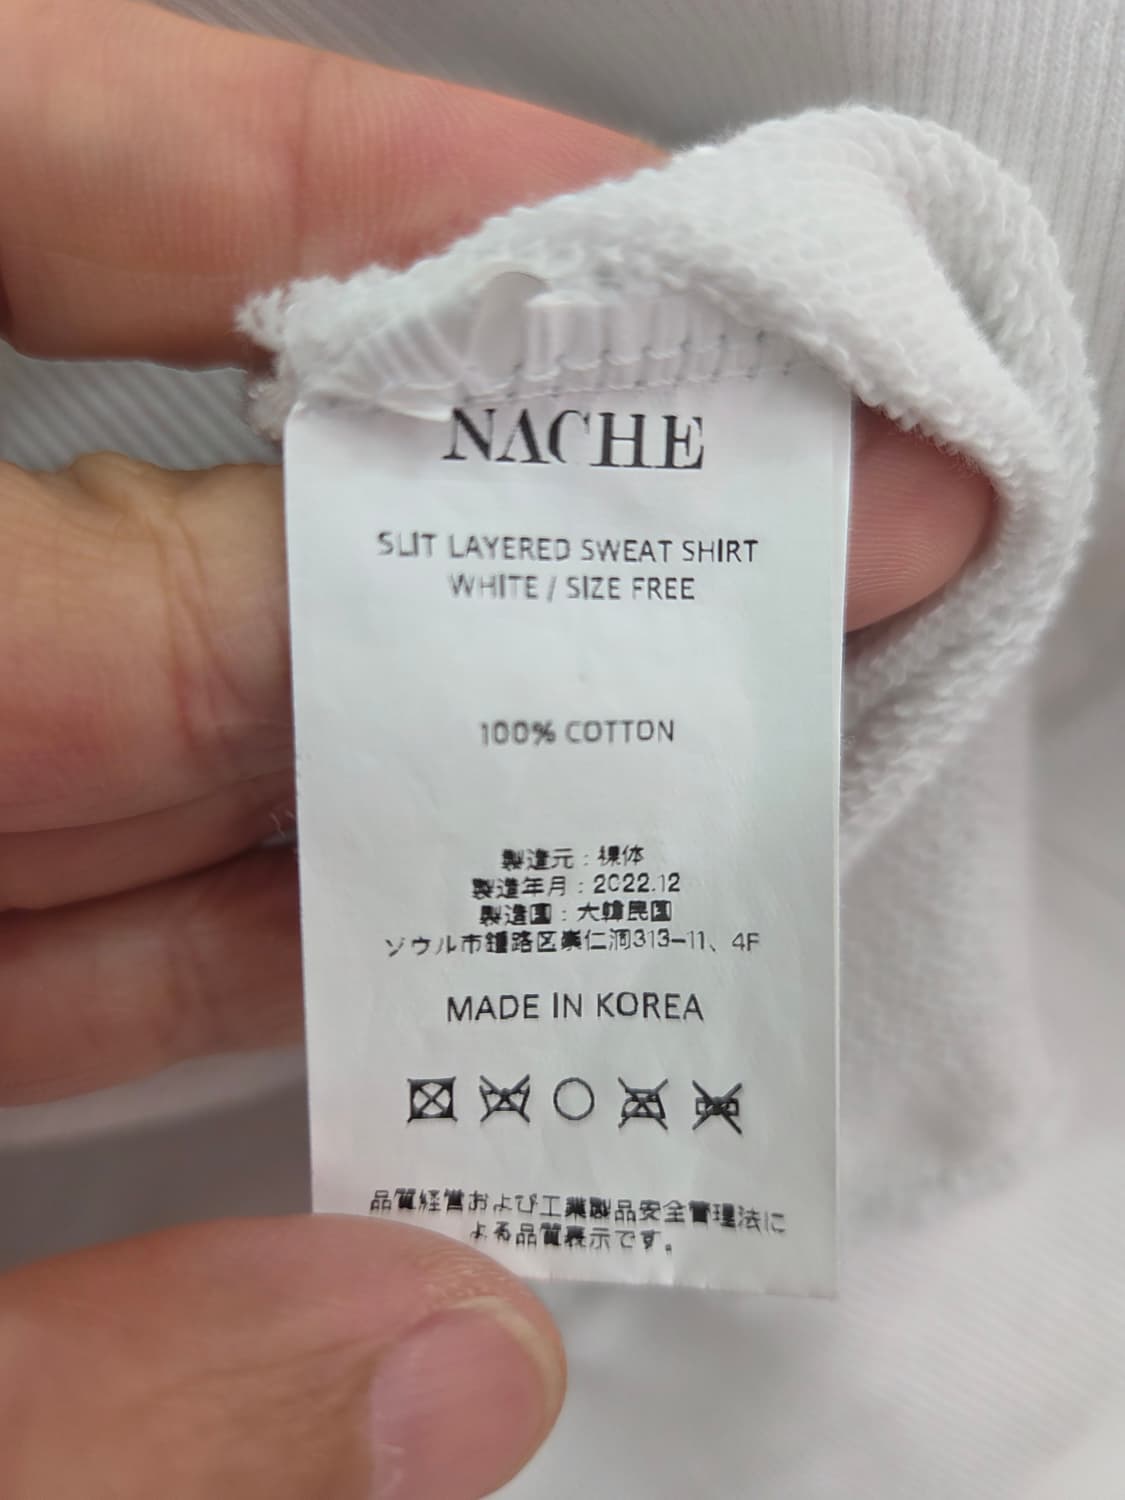 NACHE
SLIT LAYERED SWEAT SHIRT
WHITE / SIZE FREE
100% COTTON
製造元 : 裸体
製造年月 : 2022.12
製造国 : 大韓民国
ソウル市鍾路区崇仁洞313-11、4F
MADE IN KOREA
品質経営および工業製品安全管理法に
よる品質表示です。